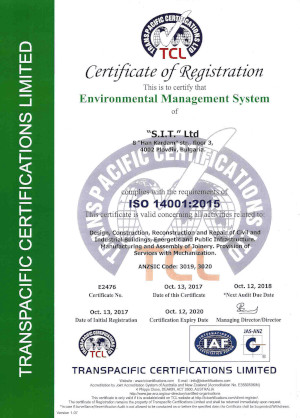 TRANSPACIFIC CERTIFICATIONS LIMITED
TRANSPACIFIC CERTIFICATIONS LTD
TCL
Certificate of Registration
This is to certify that
Environmental Management System
of
"S.I.T." Ltd
8 "Han Kardam" str., floor 3,
4002 Plovdiv, Bulgaria.
complies with the requirements of
ISO 14001:2015
This certificate is valid concerning all activities related to:
Design, Construction, Reconstruction and Repair of Civil and
Industrial Buildings, Energetic and Public Infrastructure.
Manufacturing and Assembly of Joinery. Provision of
Services with Mechanization.
ANZSIC Code: 3019, 3020
E2476
Oct. 13, 2017
Oct. 12, 2018
Certificate No.
Date of this Certificate
*Next Audit Due Date
Oct. 13, 2017
Oct. 12, 2020
Date of Initial Registration
Certification Expiry Date
Managing Director/Director
TCL
IAF
JAS-ANZ
TRANSPACIFIC CERTIFICATIONS LIMITED